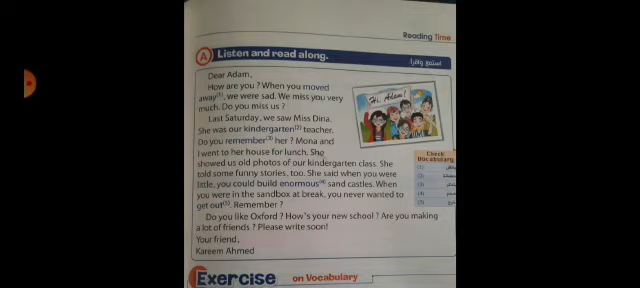 Reading Time
A Listen and read along.
استمع واقرأ
Dear Adam,
How are you ? When you moved
away(1), we were sad. We miss you very
much. Do you miss us ?
Last Saturday, we saw Miss Dina.
She was our kindergarten(2) teacher.
Do you remember(3) her ? Mona and
I went to her house for lunch. She
showed us old photos of our kindergarten class. She
told some funny stories, too. She said when you were
little, you could build enormous(4) sand castles. When
you were in the sandbox at break, you never wanted to
get out(5). Remember ?
Do you like Oxford ? How's your new school ? Are you making
a lot of friends ? Please write soon!
Your friend,
Kareem Ahmed
Hi, Adam!
Check
Vocabulary
(1)
(2)
(3)
(4)
(5)
Exercise on Vocabulary